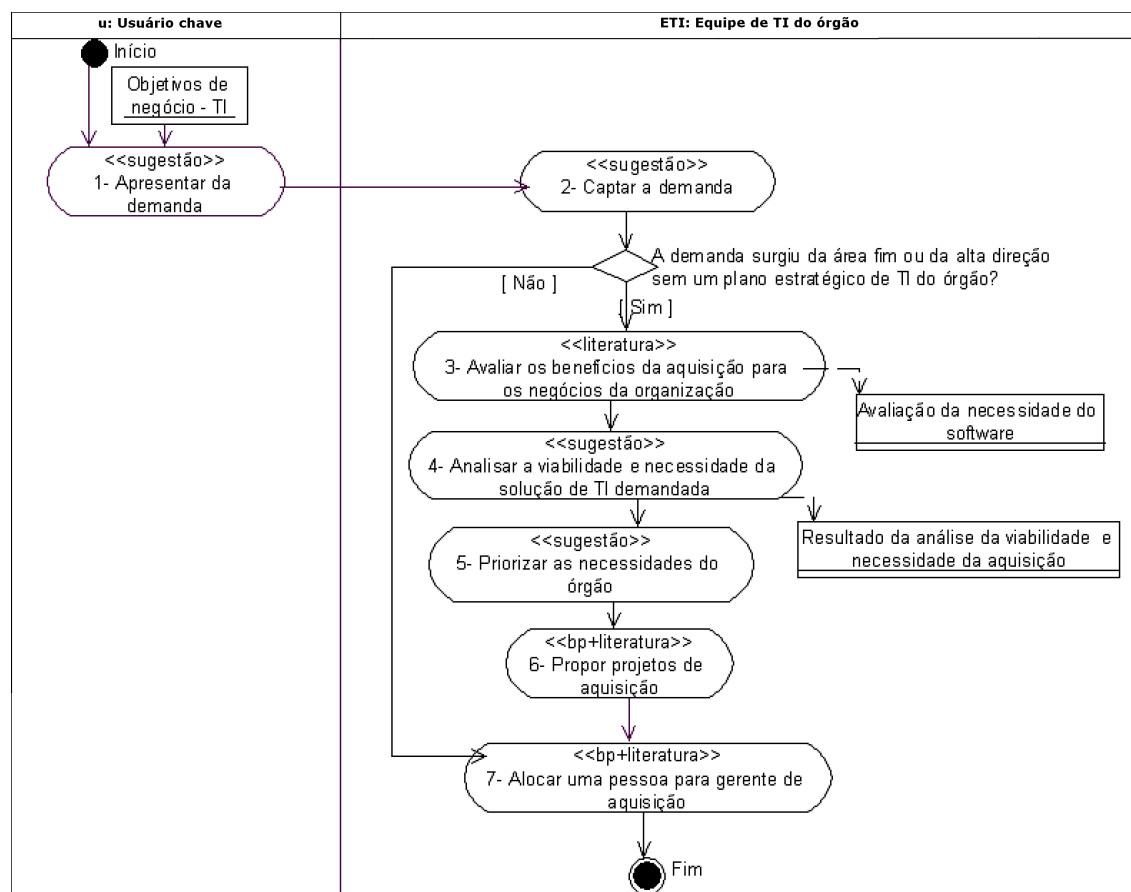 u: Usuário chave
ETI: Equipe de TI do órgão
Início
Objetivos de
negócio - TI
<<sugestão>>
1- Apresentar da
demanda
<<sugestão>>
2- Captar a demanda
A demanda surgiu da área fim ou da alta direção
sem um plano estratégico de TI do órgão?
[ Não ]
[ Sim ]
<<literatura>>
3- Avaliar os benefícios da aquisição para
os negócios da organização
Avaliação da necessidade do
software
<<sugestão>>
4- Analisar a viabilidade e necessidade da
solução de TI demandada
Resultado da análise da viabilidade e
necessidade da aquisição
<<sugestão>>
5- Priorizar as necessidades do
órgão
<<bp+literatura>>
6- Propor projetos de
aquisição
<<bp+literatura>>
7- Alocar uma pessoa para gerente de
aquisição
Fim